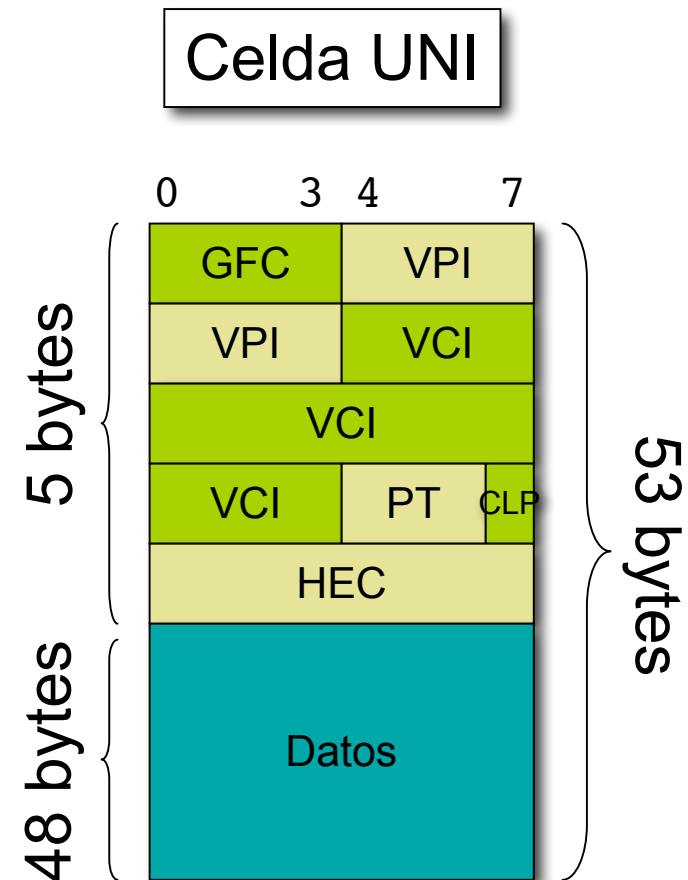 Celda UNI
0 3 4 7
GFC VPI
VPI VCI
VCI
VCI PT CLP
HEC
Datos
5 bytes
48 bytes
53 bytes